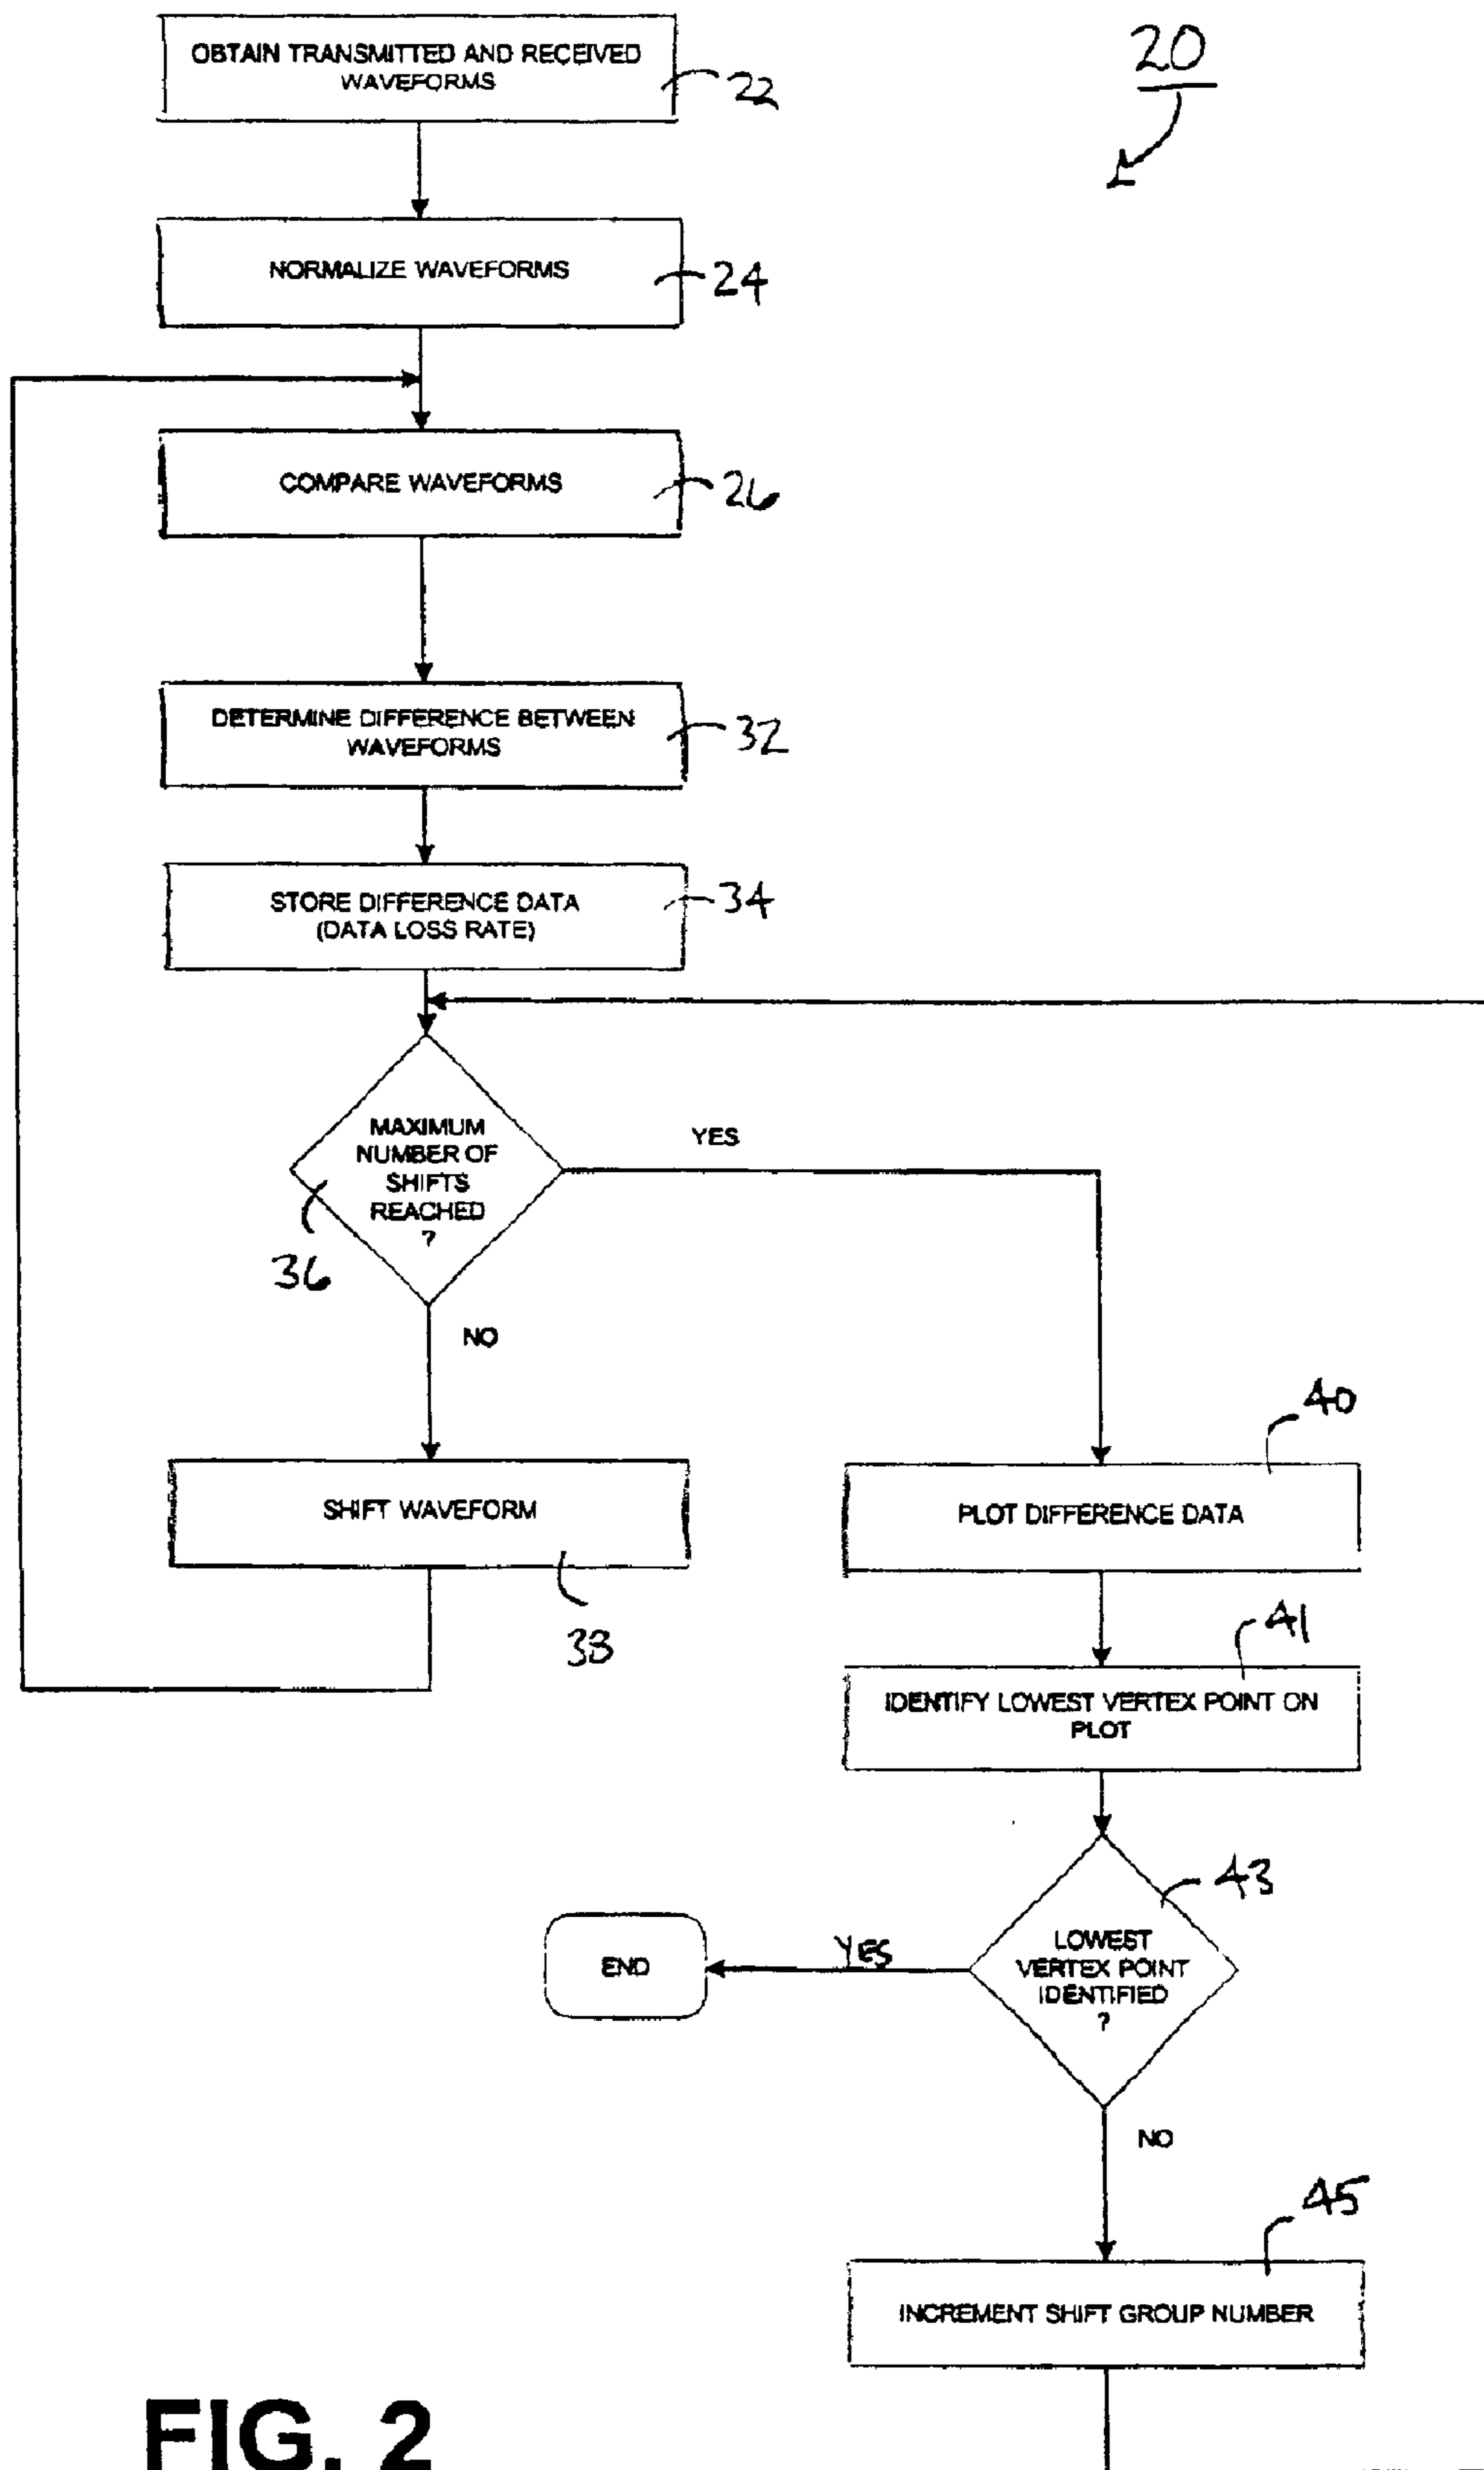 20
OBTAIN TRANSMITTED AND RECEIVED
WAVEFORMS
22
NORMALIZE WAVEFORMS
24
COMPARE WAVEFORMS
26
DETERMINE DIFFERENCE BETWEEN
WAVEFORMS
32
STORE DIFFERENCE DATA
(DATA LOSS RATE)
34
MAXIMUM
NUMBER OF
SHIFTS
REACHED
?
36
YES
NO
SHIFT WAVEFORM
38
40
PLOT DIFFERENCE DATA
41
IDENTIFY LOWEST VERTEX POINT ON
PLOT
43
LOWEST
VERTEX POINT
IDENTIFIED
?
YES
END
NO
45
INCREMENT SHIFT GROUP NUMBER
FIG. 2